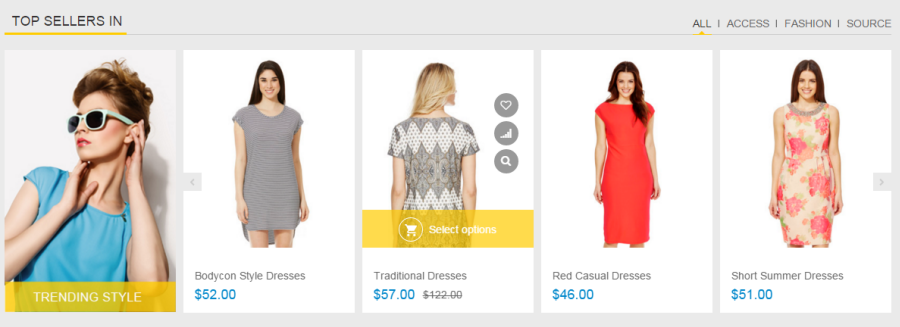 TOP SELLERS IN
ALL | ACCESS | FASHION | SOURCE
TRENDING STYLE
Select options
Bodycon Style Dresses
$52.00
Traditional Dresses
$57.00 $122.00
Red Casual Dresses
$46.00
Short Summer Dresses
$51.00